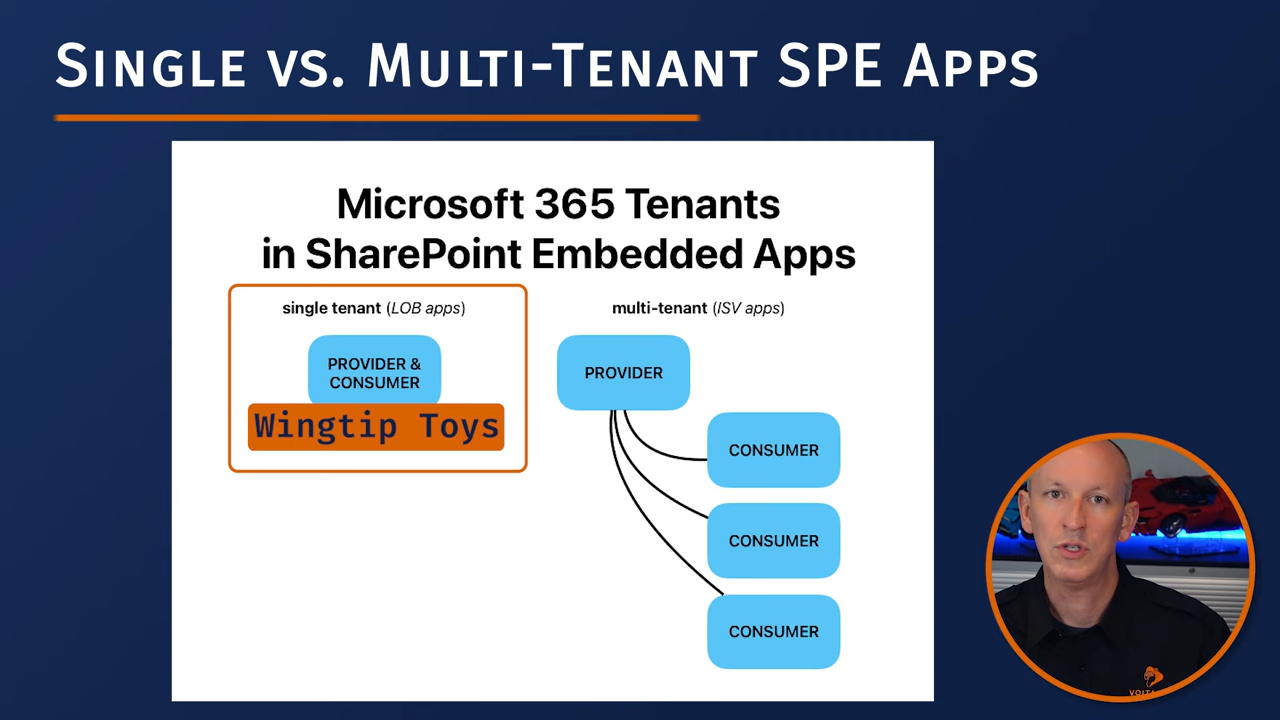 Single vs. Multi-Tenant SPE Apps
Microsoft 365 Tenants
in SharePoint Embedded Apps
single tenant (LOB apps)
PROVIDER &
CONSUMER
Wingtip Toys
multi-tenant (ISV apps)
PROVIDER
CONSUMER
CONSUMER
CONSUMER